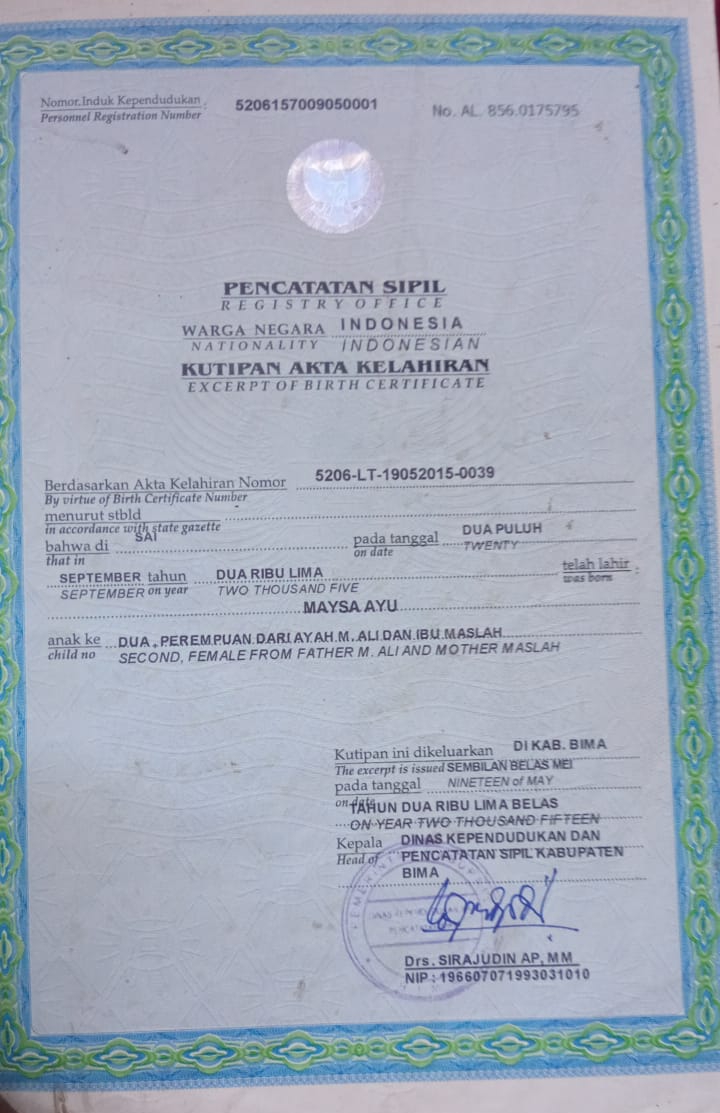 Nomor.Induk Kependudukan : 5206157009050001 No. AL. 856.0175795
Personnel Registration Number
PENCATATAN SIPIL
REGISTRY OFFICE
WARGA NEGARA INDONESIA
NATIONALITY INDONESIAN
KUTIPAN AKTA KELAHIRAN
EXCERPT OF BIRTH CERTIFICATE
Berdasarkan Akta Kelahiran Nomor 5206-LT-19052015-0039
By virtue of Birth Certificate Number
menurut stbld
in accordance with state gazette
bahwa di SAI pada tanggal DUA PULUH
that in on date TWENTY
SEPTEMBER tahun DUA RIBU LIMA telah lahir :
SEPTEMBER on year TWO THOUSAND FIVE was born
MAYSA AYU
anak ke DUA , PEREMPUAN DARI AYAH M. ALI DAN IBU MASLAH
child no SECOND, FEMALE FROM FATHER M. ALI AND MOTHER MASLAH
Kutipan ini dikeluarkan DI KAB. BIMA
The excerpt is issued SEMBILAN BELAS MEI
pada tanggal NINETEEN of MAY
on date TAHUN DUA RIBU LIMA BELAS
ON YEAR TWO THOUSAND FIFTEEN
Kepala DINAS KEPENDUDUKAN DAN
Head of PENCATATAN SIPIL KABUPATEN
BIMA
Drs. SIRAJUDIN AP, MM
NIP : 196607071993031010